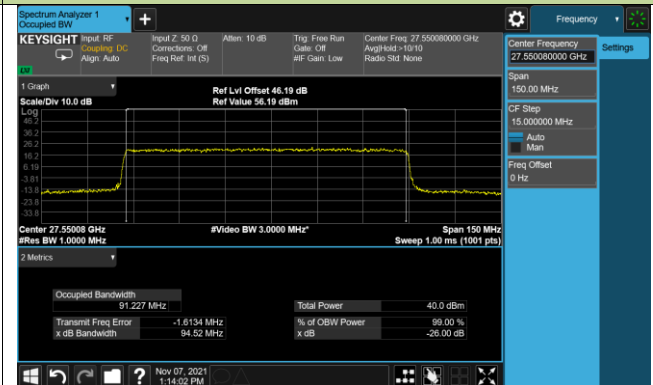 Spectrum Analyzer 1
Occupied BW
+
KEYSIGHT
Input: RF
Coupling: DC
Align: Auto
Input Z: 50 Ω
Corrections: Off
Freq Ref: Int (S)
Atten: 10 dB
Trig: Free Run
Gate: Off
#IF Gain: Low
Center Freq: 27.550080000 GHz
Avg|Hold:>10/10
Radio Std: None
1 Graph
Scale/Div 10.0 dB
Ref Lvl Offset 46.19 dB
Ref Value 56.19 dBm
Log
46.2
36.2
26.2
16.2
6.19
-3.81
-13.8
-23.8
-33.8
Center 27.55008 GHz
#Res BW 1.0000 MHz
#Video BW 3.0000 MHz*
Span 150 MHz
Sweep 1.00 ms (1001 pts)
2 Metrics
Occupied Bandwidth
91.227 MHz
Total Power 40.0 dBm
Transmit Freq Error -1.6134 MHz
% of OBW Power 99.00 %
x dB Bandwidth 94.52 MHz
x dB -26.00 dB
?
Nov 07, 2021
1:14:02 PM
Frequency
Settings
Center Frequency
27.550080000 GHz
Span
150.00 MHz
CF Step
15.000000 MHz
Auto
Man
Freq Offset
0 Hz